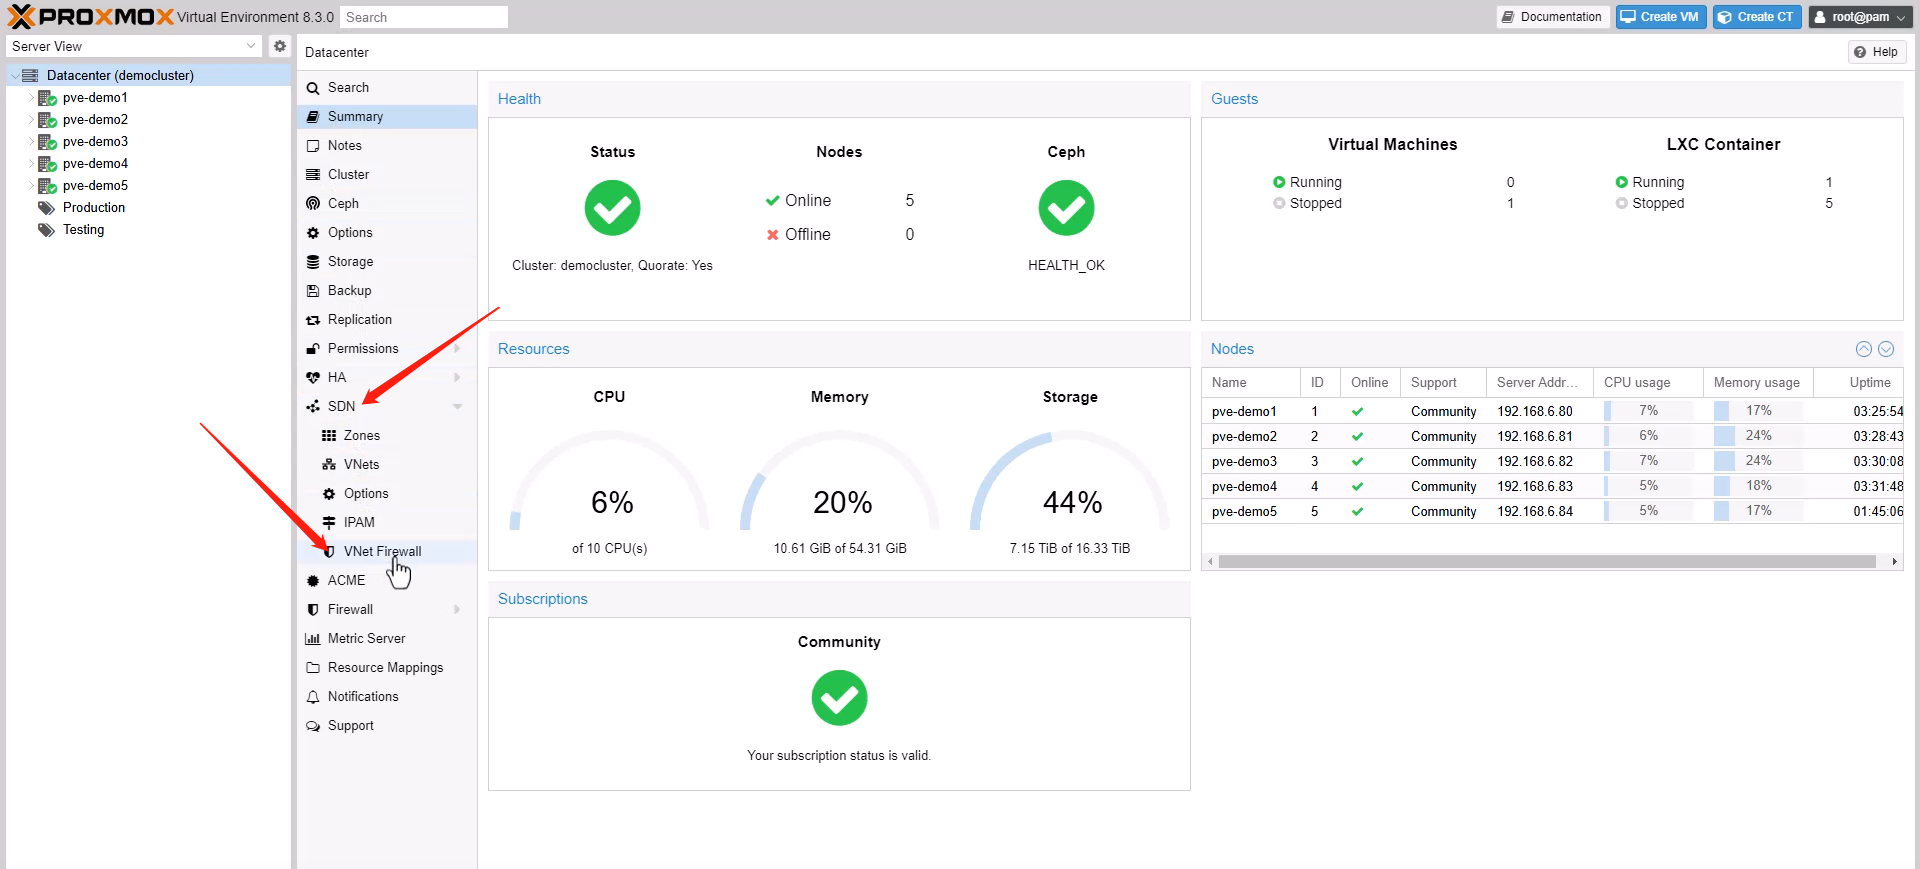 PROXMOX Virtual Environment 8.3.0 Search
Documentation Create VM Create CT root@pam
Server View
Datacenter
Help
Datacenter (democluster)
pve-demo1
pve-demo2
pve-demo3
pve-demo4
pve-demo5
Production
Testing
Search
Summary
Notes
Cluster
Ceph
Options
Storage
Backup
Replication
Permissions
HA
SDN
Zones
VNets
Options
IPAM
VNet Firewall
ACME
Firewall
Metric Server
Resource Mappings
Notifications
Support
Health
Status Nodes Ceph
Online 5
Offline 0
Cluster: democluster, Quorate: Yes
HEALTH_OK
Guests
Virtual Machines LXC Container
Running 0 Running 1
Stopped 1 Stopped 5
Resources
CPU Memory Storage
6% 20% 44%
of 10 CPU(s) 10.61 GiB of 54.31 GiB 7.15 TiB of 16.33 TiB
Nodes
Name ID Online Support Server Addr... CPU usage Memory usage Uptime
pve-demo1 1 Community 192.168.6.80 7% 17% 03:25:54
pve-demo2 2 Community 192.168.6.81 6% 24% 03:28:43
pve-demo3 3 Community 192.168.6.82 7% 24% 03:30:08
pve-demo4 4 Community 192.168.6.83 5% 18% 03:31:48
pve-demo5 5 Community 192.168.6.84 5% 17% 01:45:06
Subscriptions
Community
Your subscription status is valid.